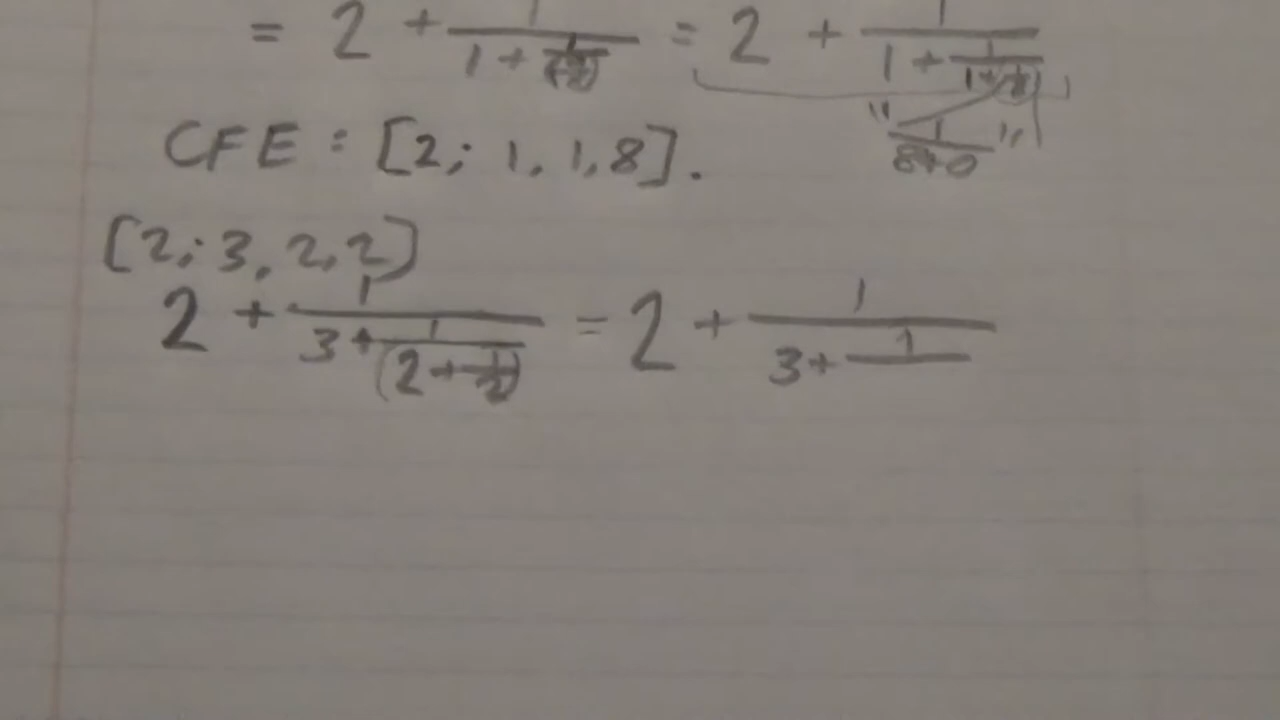 = 2 + 1/(1 + 1/()) = 2 + 1/(1 + 1/(1 + 1/8))
" 1/(8+0) "
CFE : [2; 1, 1, 8].
[2; 3, 2, 2]
2 + 1/(3 + 1/(2 + 1/2)) = 2 + 1/(3 + 1/)